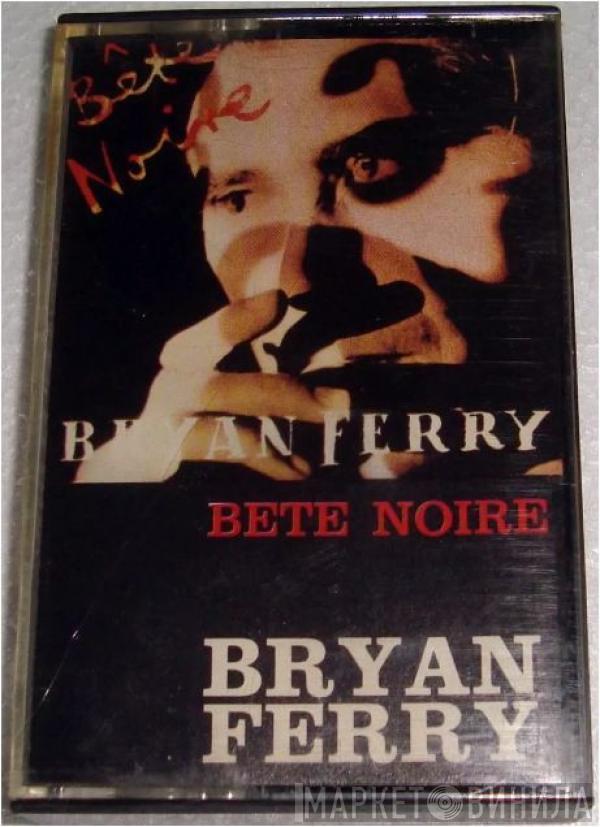 Bête
Noire
BRYAN FERRY
BETE NOIRE
BRYAN
FERRY
МАРКЕТ ВИНИЛА